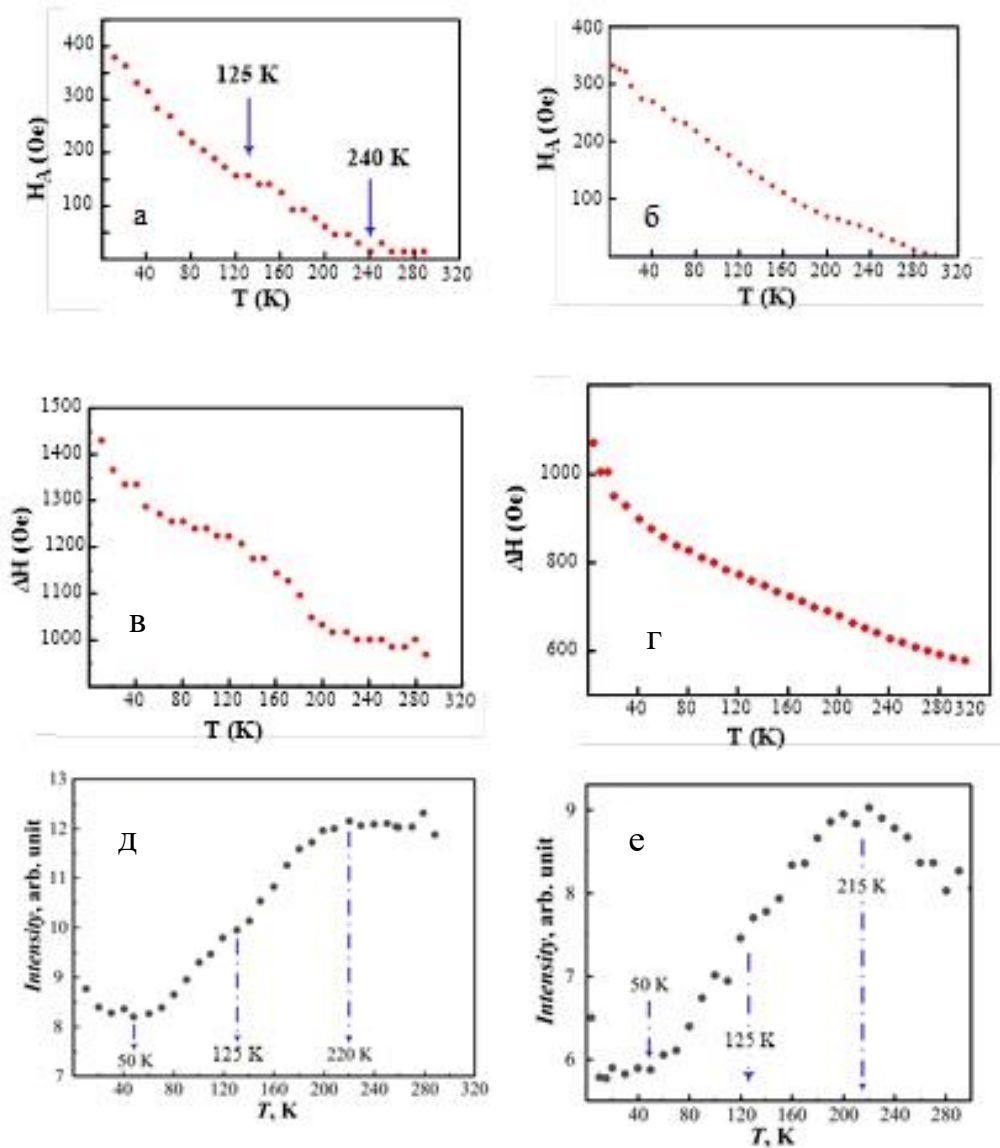 400
300
200
100
H_A (Oe)
125 K
240 K
а
40 80 120 160 200 240 280 320
T (K)
400
300
200
100
H_A (Oe)
б
40 80 120 160 200 240 280 320
T (K)
1500
1400
1300
1200
1100
1000
ΔH (Oe)
в
40 80 120 160 200 240 280 320
T (K)
1000
800
600
ΔH (Oe)
г
40 80 120 160 200 240 280 320
T (K)
13
12
11
10
9
8
7
Intensity, arb. unit
д
50 K
125 K
220 K
0 40 80 120 160 200 240 280 320
T, K
9
8
7
6
Intensity, arb. unit
е
50 K
125 K
215 K
0 40 80 120 160 200 240 280
T, K